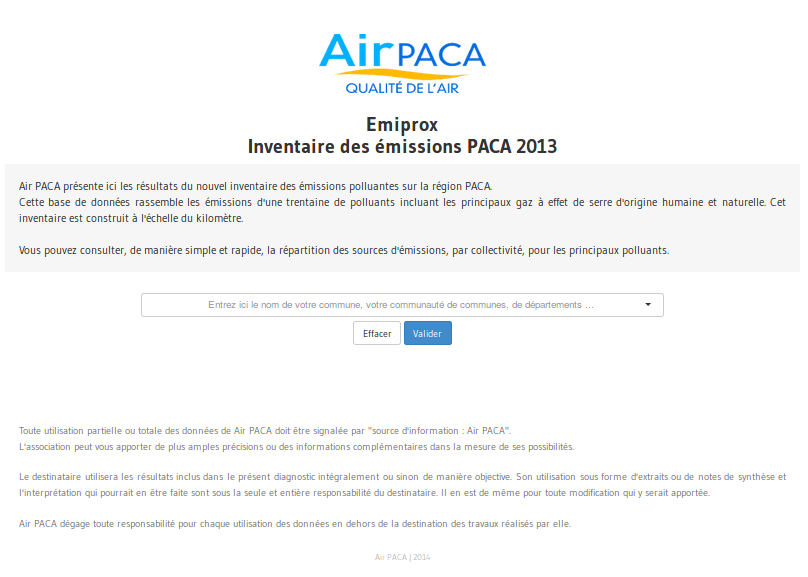 Air PACA
QUALITÉ DE L'AIR
Emiprox
Inventaire des émissions PACA 2013
Air PACA présente ici les résultats du nouvel inventaire des émissions polluantes sur la région PACA.
Cette base de données rassemble les émissions d'une trentaine de polluants incluant les principaux gaz à effet de serre d'origine humaine et naturelle. Cet
inventaire est construit à l'échelle du kilomètre.
Vous pouvez consulter, de manière simple et rapide, la répartition des sources d'émissions, par collectivité, pour les principaux polluants.
Entrez ici le nom de votre commune, votre communauté de communes, de départements ...
Effacer Valider
Toute utilisation partielle ou totale des données de Air PACA doit être signalée par "source d'information : Air PACA".
L'association peut vous apporter de plus amples précisions ou des informations complémentaires dans la mesure de ses possibilités.
Le destinataire utilisera les résultats inclus dans le présent diagnostic intégralement ou sinon de manière objective. Son utilisation sous forme d'extraits ou de notes de synthèse et
l'interprétation qui pourrait en être faite sont sous la seule et entière responsabilité du destinataire. Il en est de même pour toute modification qui y serait apportée.
Air PACA dégage toute responsabilité pour chaque utilisation des données en dehors de la destination des travaux réalisés par elle.
Air PACA | 2014